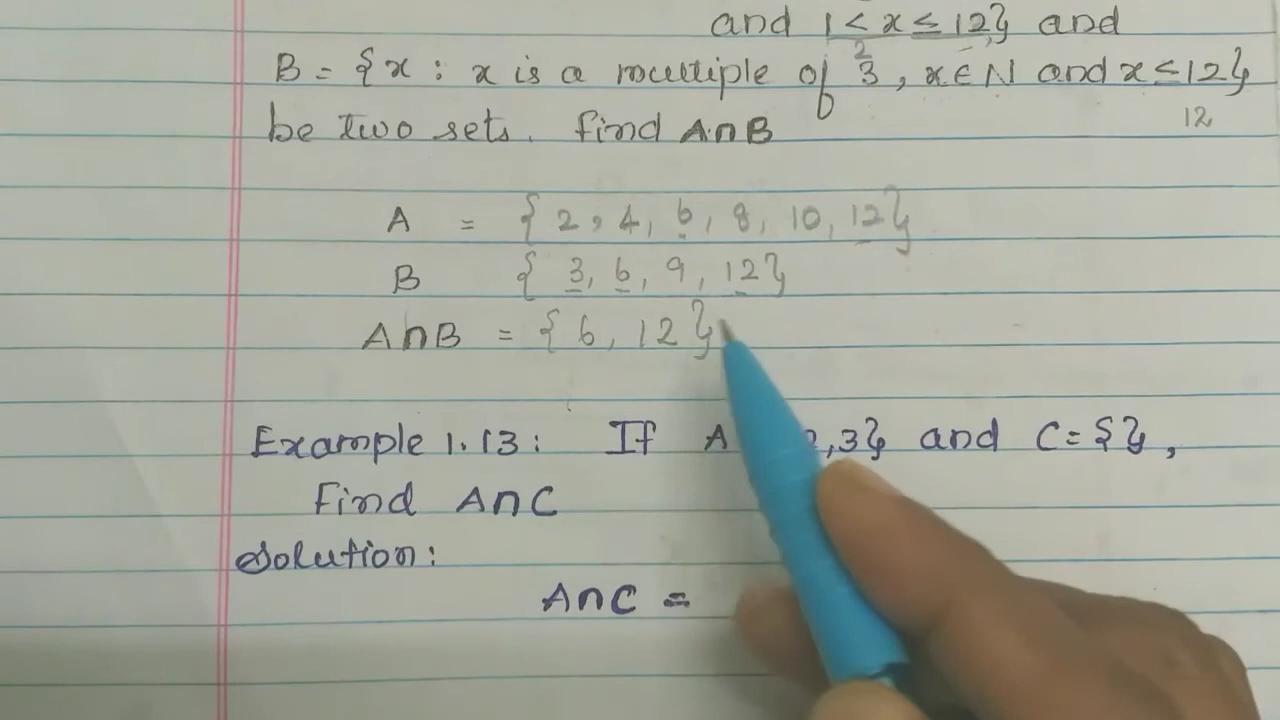 and 1 < x ≤ 12} and
2
B = {x : x is a multiple of 3, x ∈ N and x ≤ 12}
be two sets. Find A∩B
12
A = { 2, 4, 6, 8, 10, 12}
B { 3, 6, 9, 12}
A∩B = { 6, 12}
Example 1.13: If A ,3} and C = {},
Find A∩C
Solution:
A∩C =